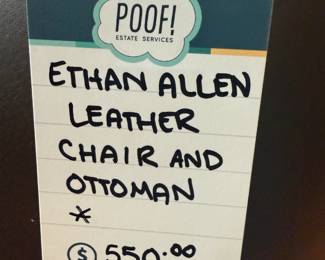 POOF!
ESTATE SERVICES
ETHAN ALLEN
LEATHER
CHAIR AND
OTTOMAN
*
$ 550.00